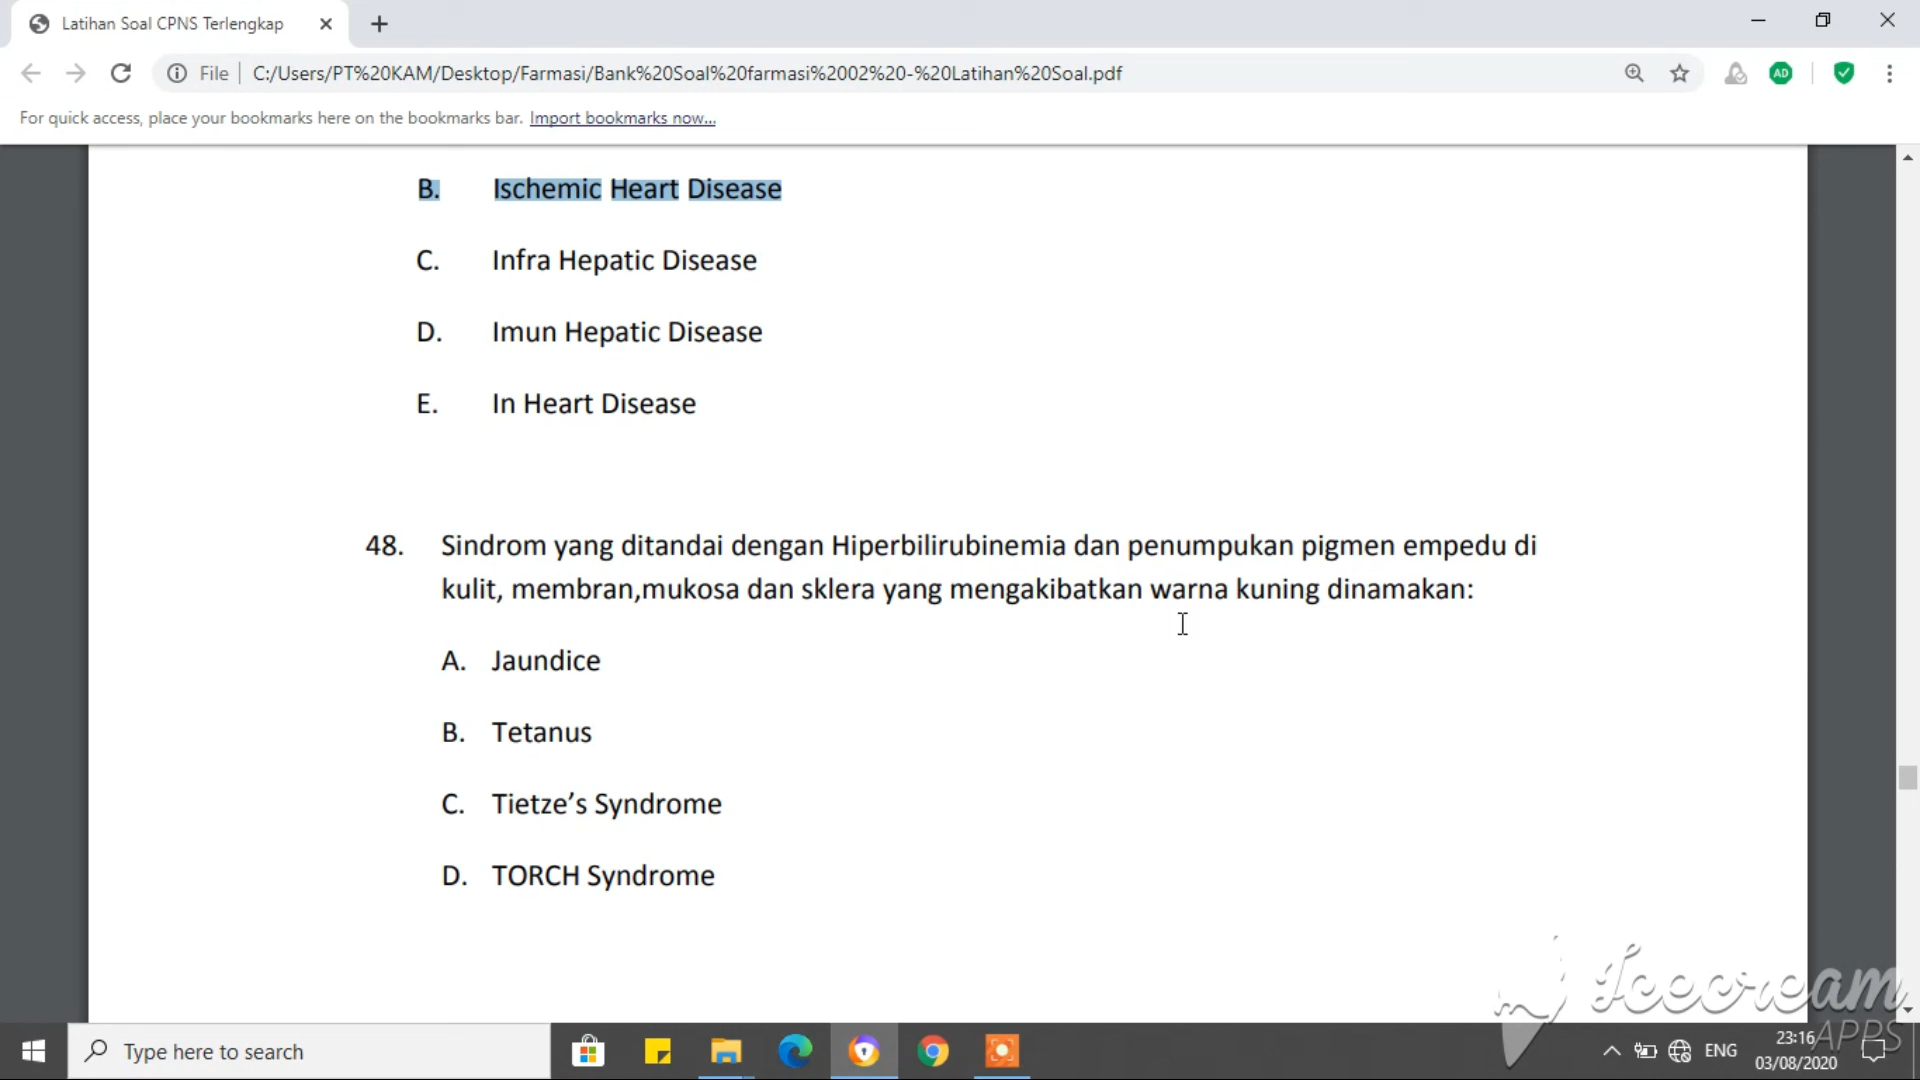 Latihan Soal CPNS Terlengkap
File C:/Users/PT%20KAM/Desktop/Farmasi/Bank%20Soal%20farmasi%2002%20-%20Latihan%20Soal.pdf
AD
For quick access, place your bookmarks here on the bookmarks bar. Import bookmarks now...
B. Ischemic Heart Disease
C. Infra Hepatic Disease
D. Imun Hepatic Disease
E. In Heart Disease
48. Sindrom yang ditandai dengan Hiperbilirubinemia dan penumpukan pigmen empedu di
kulit, membran,mukosa dan sklera yang mengakibatkan warna kuning dinamakan:
A. Jaundice
B. Tetanus
C. Tietze’s Syndrome
D. TORCH Syndrome
Icecream
APPS
Type here to search
ENG
23:16
03/08/2020